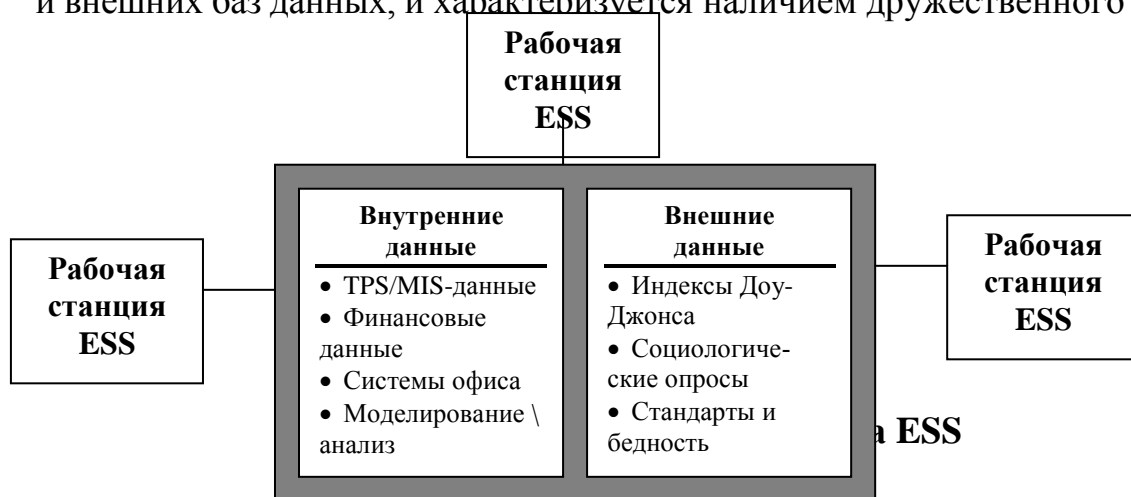 и внешних баз данных, и характеризуется наличием дружественного
Рабочая
станция
ESS
Рабочая
станция
ESS
Внутренние
данные
• TPS/MIS-данные
• Финансовые
данные
• Системы офиса
• Моделирование \
анализ
Внешние
данные
• Индексы Доу-
Джонса
• Социологиче-
ские опросы
• Стандарты и
бедность
Рабочая
станция
ESS
ESS